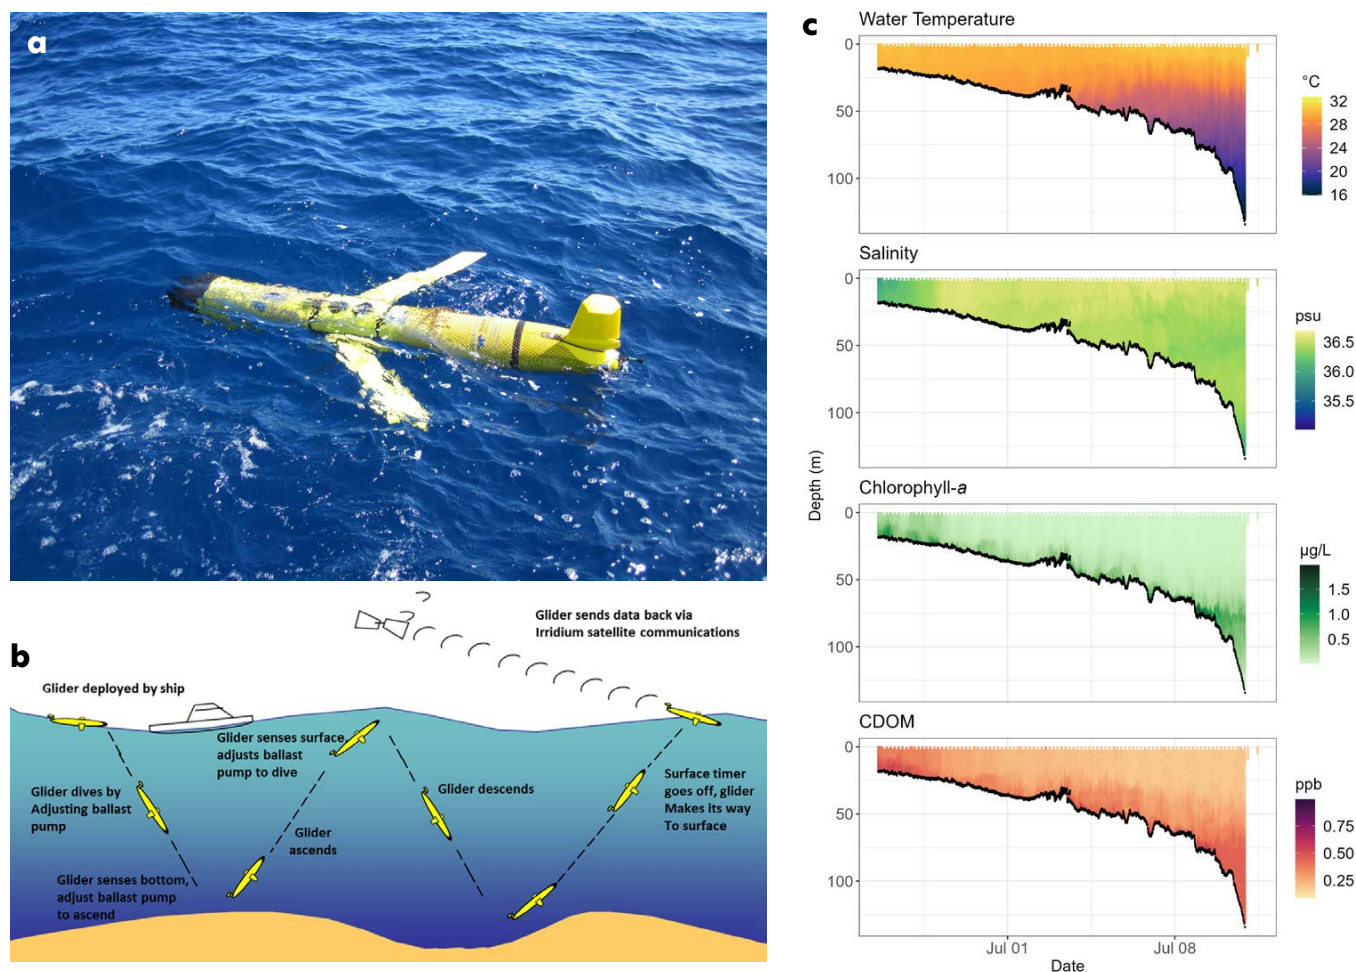 a
b
Glider sends data back via
Irridium satellite communications
Glider deployed by ship
Glider senses surface,
adjusts ballast
pump to dive
Glider dives by
Adjusting ballast
pump
Glider descends
Surface timer
goes off, glider
Makes its way
To surface
Glider
ascends
Glider senses bottom,
adjust ballast pump
to ascend
c
Water Temperature
0
50
100
°C
32
28
24
20
16
Salinity
0
50
100
psu
36.5
36.0
35.5
Depth (m)
Chlorophyll-a
0
50
100
µg/L
1.5
1.0
0.5
CDOM
0
50
100
ppb
0.75
0.50
0.25
Jul 01
Jul 08
Date